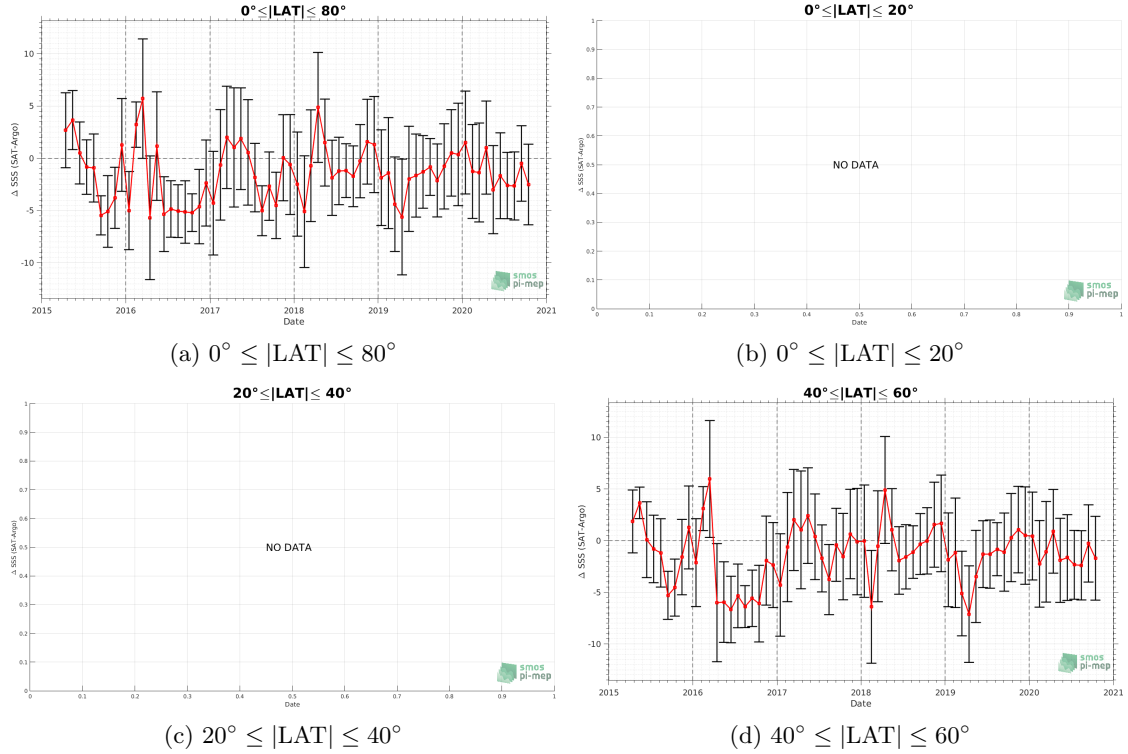 0°≤|LAT|≤ 80°
10
5
0
-5
-10
Δ SSS (SAT-Argo)
2015 2016 2017 2018 2019 2020 2021
Date
smos
pi-mep
(a) 0° ≤ |LAT| ≤ 80°
0°≤|LAT|≤ 20°
1
0.9
0.8
0.7
0.6
0.5
0.4
0.3
0.2
0.1
0
Δ SSS (SAT-Argo)
NO DATA
0 0.1 0.2 0.3 0.4 0.5 0.6 0.7 0.8 0.9 1
Date
smos
pi-mep
(b) 0° ≤ |LAT| ≤ 20°
20°≤|LAT|≤ 40°
1
0.9
0.8
0.7
0.6
0.5
0.4
0.3
0.2
0.1
0
Δ SSS (SAT-Argo)
NO DATA
0 0.1 0.2 0.3 0.4 0.5 0.6 0.7 0.8 0.9 1
Date
smos
pi-mep
(c) 20° ≤ |LAT| ≤ 40°
40°≤|LAT|≤ 60°
10
5
0
-5
-10
Δ SSS (SAT-Argo)
2015 2016 2017 2018 2019 2020 2021
Date
smos
pi-mep
(d) 40° ≤ |LAT| ≤ 60°